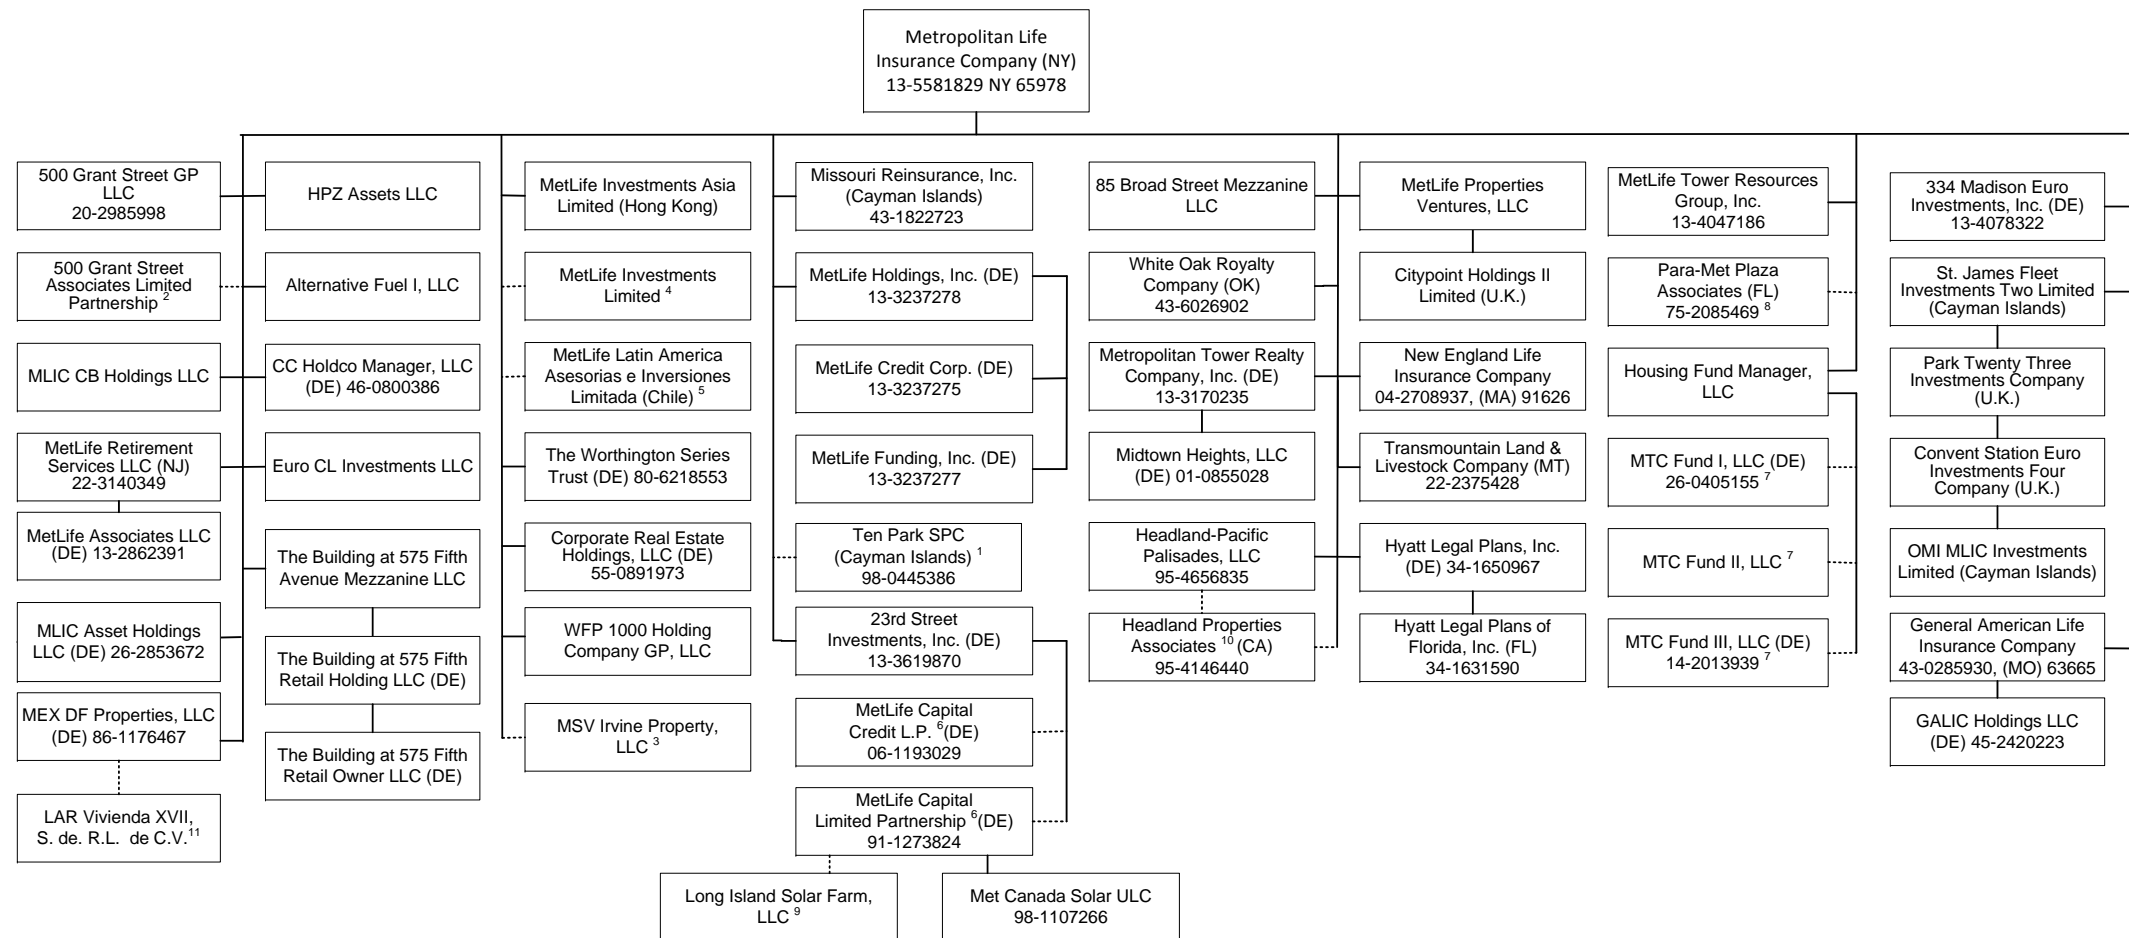 Metropolitan Life
Insurance Company (NY)
13-5581829 NY 65978
500 Grant Street GP
LLC
20-2985998
500 Grant Street
Associates Limited
Partnership 2
MLIC CB Holdings LLC
MetLife Retirement
Services LLC (NJ)
22-3140349
MetLife Associates LLC
(DE) 13-2862391
MLIC Asset Holdings
LLC (DE) 26-2853672
MEX DF Properties, LLC
(DE) 86-1176467
LAR Vivienda XVII,
S. de. R.L. de C.V.11
HPZ Assets LLC
Alternative Fuel I, LLC
CC Holdco Manager, LLC
(DE) 46-0800386
Euro CL Investments LLC
The Building at 575 Fifth
Avenue Mezzanine LLC
The Building at 575 Fifth
Retail Holding LLC (DE)
The Building at 575 Fifth
Retail Owner LLC (DE)
MetLife Investments Asia
Limited (Hong Kong)
MetLife Investments
Limited 4
MetLife Latin America
Asesorias e Inversiones
Limitada (Chile) 5
The Worthington Series
Trust (DE) 80-6218553
Corporate Real Estate
Holdings, LLC (DE)
55-0891973
WFP 1000 Holding
Company GP, LLC
MSV Irvine Property,
LLC 3
Missouri Reinsurance, Inc.
(Cayman Islands)
43-1822723
MetLife Holdings, Inc. (DE)
13-3237278
MetLife Credit Corp. (DE)
13-3237275
MetLife Funding, Inc. (DE)
13-3237277
Ten Park SPC
(Cayman Islands) 1
98-0445386
23rd Street
Investments, Inc. (DE)
13-3619870
MetLife Capital
Credit L.P. 6(DE)
06-1193029
MetLife Capital
Limited Partnership 6(DE)
91-1273824
Long Island Solar Farm,
LLC 9
Met Canada Solar ULC
98-1107266
85 Broad Street Mezzanine
LLC
White Oak Royalty
Company (OK)
43-6026902
Metropolitan Tower Realty
Company, Inc. (DE)
13-3170235
Midtown Heights, LLC
(DE) 01-0855028
Headland-Pacific
Palisades, LLC
95-4656835
Headland Properties
Associates 10 (CA)
95-4146440
MetLife Properties
Ventures, LLC
Citypoint Holdings II
Limited (U.K.)
New England Life
Insurance Company
04-2708937, (MA) 91626
Transmountain Land &
Livestock Company (MT)
22-2375428
Hyatt Legal Plans, Inc.
(DE) 34-1650967
Hyatt Legal Plans of
Florida, Inc. (FL)
34-1631590
MetLife Tower Resources
Group, Inc.
13-4047186
Para-Met Plaza
Associates (FL)
75-2085469 8
Housing Fund Manager,
LLC
MTC Fund I, LLC (DE)
26-0405155 7
MTC Fund II, LLC 7
MTC Fund III, LLC (DE)
14-2013939 7
334 Madison Euro
Investments, Inc. (DE)
13-4078322
St. James Fleet
Investments Two Limited
(Cayman Islands)
Park Twenty Three
Investments Company
(U.K.)
Convent Station Euro
Investments Four
Company (U.K.)
OMI MLIC Investments
Limited (Cayman Islands)
General American Life
Insurance Company
43-0285930, (MO) 63665
GALIC Holdings LLC
(DE) 45-2420223